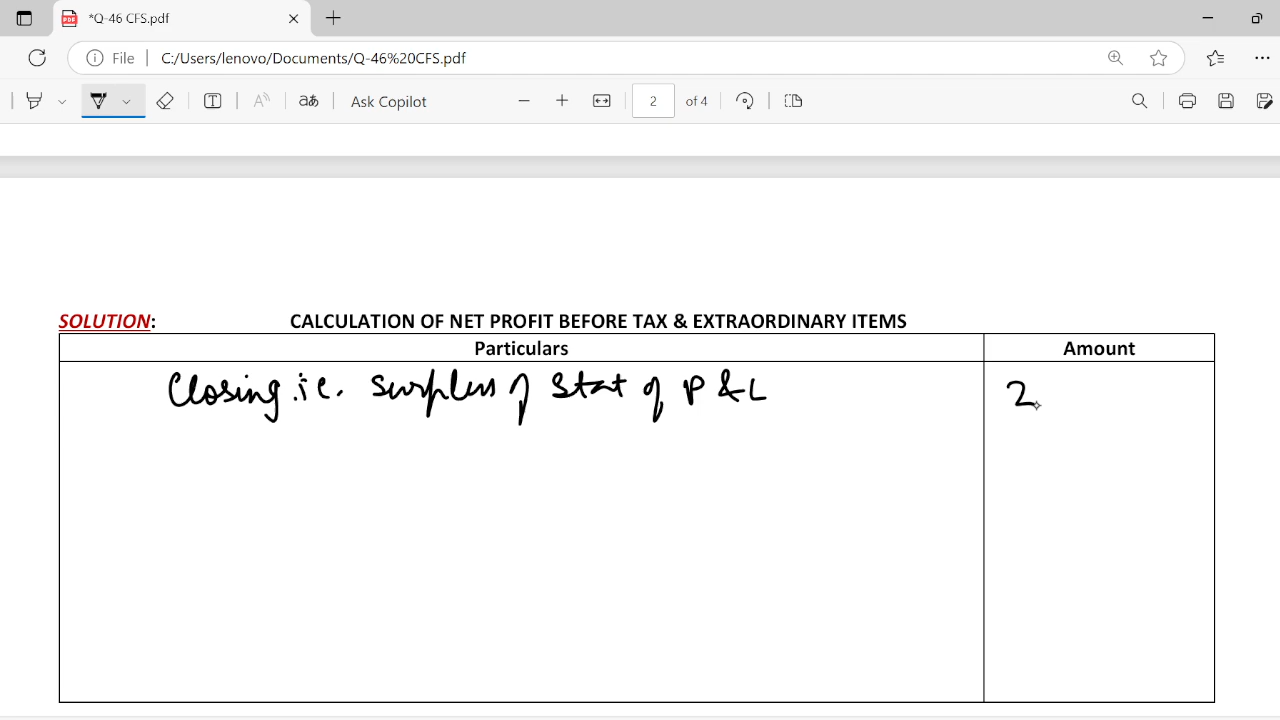 *Q-46 CFS.pdf
File C:/Users/lenovo/Documents/Q-46%20CFS.pdf
Ask Copilot 2 of 4
SOLUTION: CALCULATION OF NET PROFIT BEFORE TAX & EXTRAORDINARY ITEMS
Particulars Amount
Closing i.e. Surplus of Stat of P & L 2